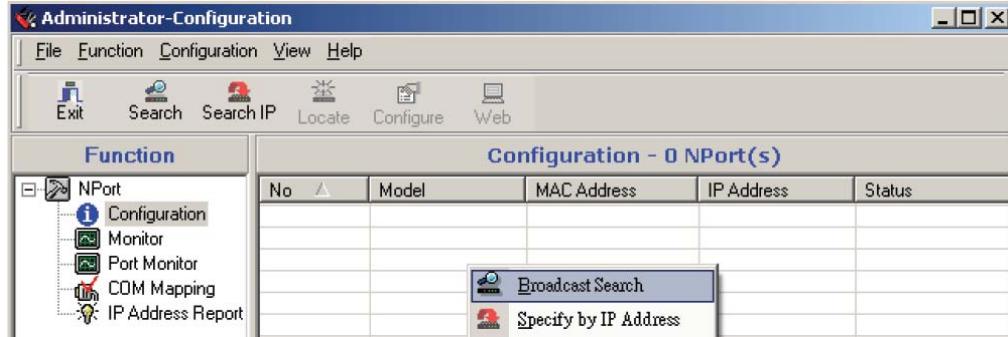 Administrator-Configuration
File Function Configuration View Help
Exit Search Search IP Locate Configure Web
Function
Configuration - 0 NPort(s)
NPort
Configuration
Monitor
Port Monitor
COM Mapping
IP Address Report
No Model MAC Address IP Address Status
Broadcast Search
Specify by IP Address